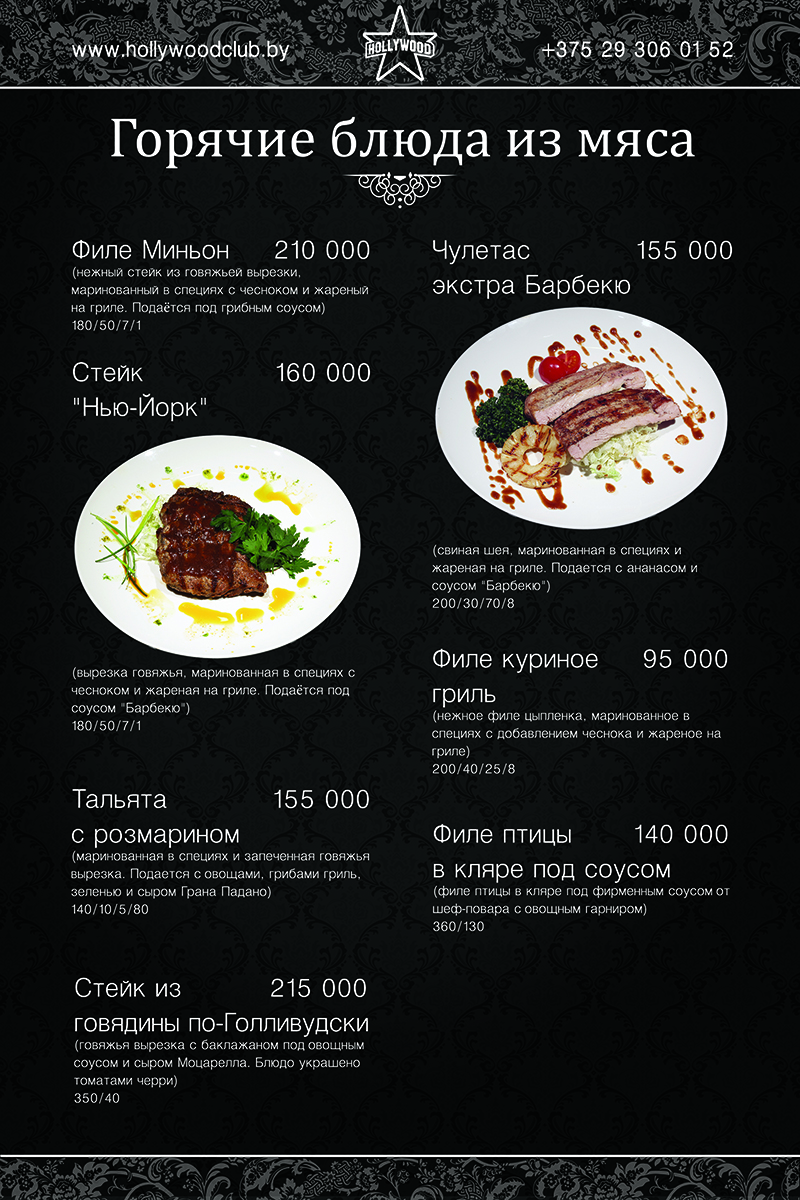 www.hollywoodclub.by
HOLLYWOOD
+375 29 306 01 52
Горячие блюда из мяса
Филе Миньон 210 000
(нежный стейк из говяжьей вырезки,
маринованный в специях с чесноком и жареный
на гриле. Подаётся под грибным соусом)
180/50/7/1
Стейк 160 000
"Нью-Йорк"
(вырезка говяжья, маринованная в специях с
чесноком и жареная на гриле. Подаётся под
соусом "Барбекю")
180/50/7/1
Тальята 155 000
с розмарином
(маринованная в специях и запеченная говяжья
вырезка. Подается с овощами, грибами гриль,
зеленью и сыром Грана Падано)
140/10/5/80
Стейк из 215 000
говядины по-Голливудски
(говяжья вырезка с баклажаном под овощным
соусом и сыром Моцарелла. Блюдо украшено
томатами черри)
350/40
Чулетас 155 000
экстра Барбекю
(свиная шея, маринованная в специях и
жареная на гриле. Подается с ананасом и
соусом "Барбекю")
200/30/70/8
Филе куриное 95 000
гриль
(нежное филе цыпленка, маринованное в
специях с добавлением чеснока и жареное на
гриле)
200/40/25/8
Филе птицы 140 000
в кляре под соусом
(филе птицы в кляре под фирменным соусом от
шеф-повара с овощным гарниром)
360/130